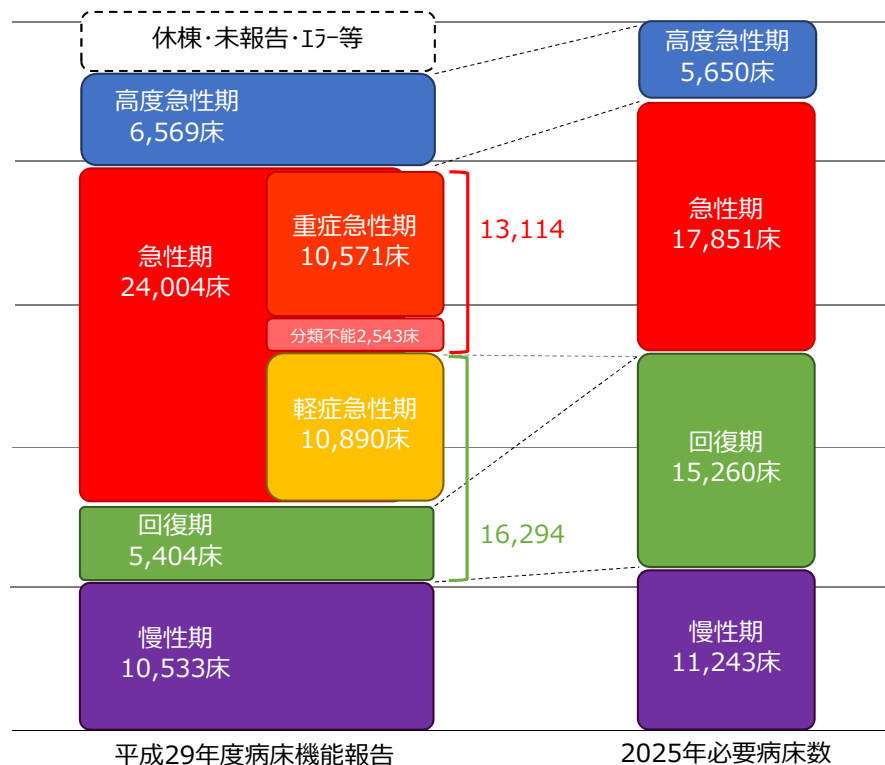 休棟･未報告･ｴﾗｰ等
高度急性期
6,569床
急性期
24,004床
重症急性期
10,571床
分類不能2,543床
軽症急性期
10,890床
13,114
回復期
5,404床
16,294
慢性期
10,533床
平成29年度病床機能報告
高度急性期
5,650床
急性期
17,851床
回復期
15,260床
慢性期
11,243床
2025年必要病床数